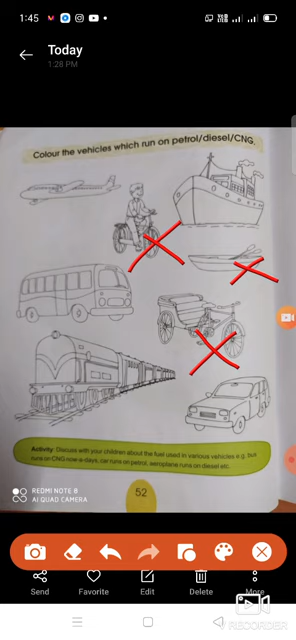 1:45
Today
1:28 PM
Colour the vehicles which run on petrol/diesel/CNG.
Activity: Discuss with your children about the fuel used in various vehicles e.g. bus
runs on CNG now-a-days, car runs on petrol, aeroplane runs on diesel etc.
52
REDMI NOTE 8
AI QUAD CAMERA
Send
Favorite
Edit
Delete
More
RECORDER